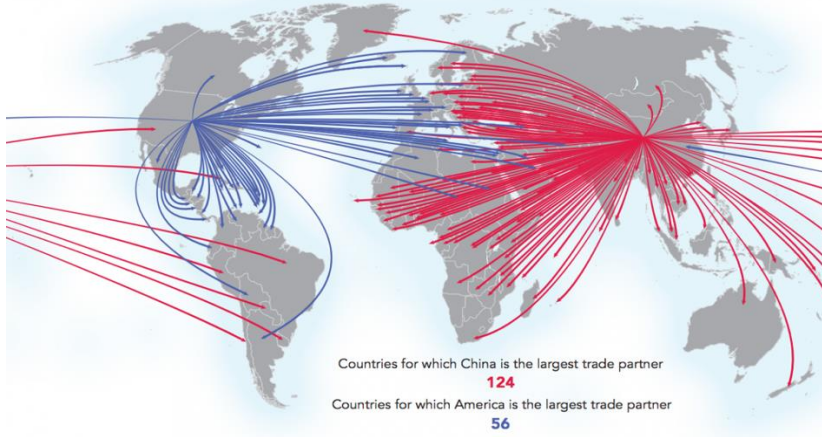 Countries for which China is the largest trade partner
124
Countries for which America is the largest trade partner
56